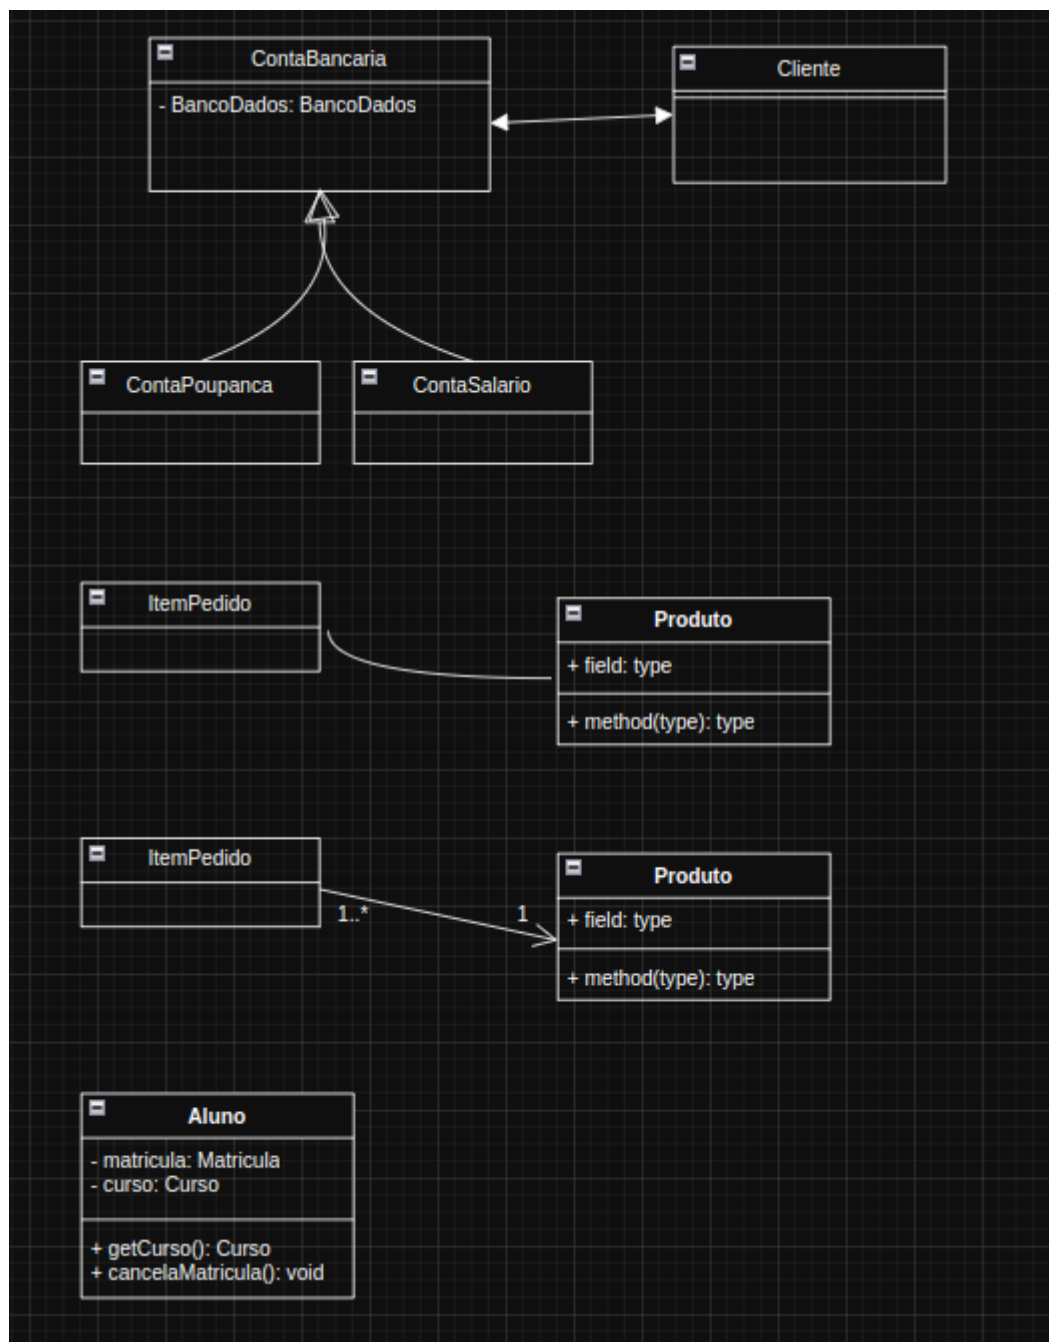 ContaBancaria
- BancoDados: BancoDados
Cliente
ContaPoupanca
ContaSalario
ItemPedido
Produto
+ field: type
+ method(type): type
ItemPedido
1..*
1
Produto
+ field: type
+ method(type): type
Aluno
- matricula: Matricula
- curso: Curso
+ getCurso(): Curso
+ cancelaMatricula(): void